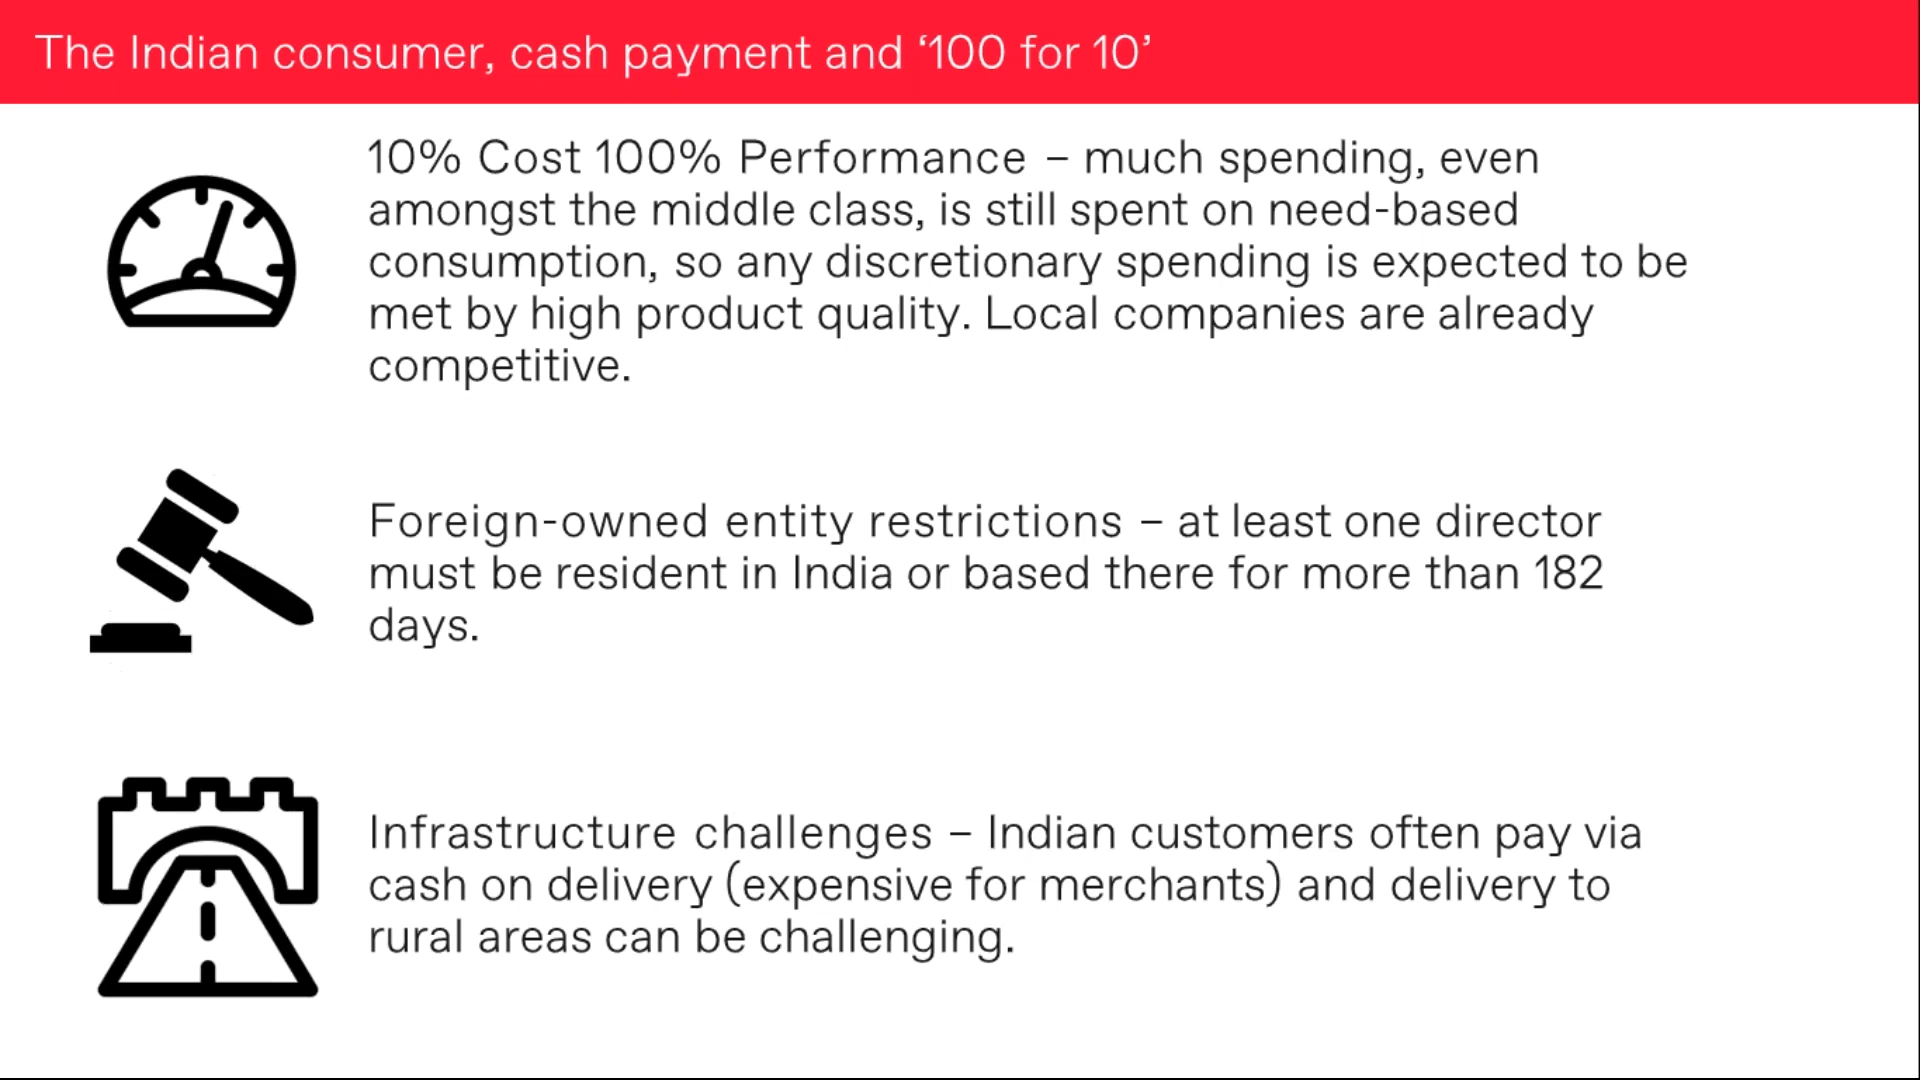 The Indian consumer, cash payment and ‘100 for 10’
10% Cost 100% Performance – much spending, even
amongst the middle class, is still spent on need-based
consumption, so any discretionary spending is expected to be
met by high product quality. Local companies are already
competitive.
Foreign-owned entity restrictions – at least one director
must be resident in India or based there for more than 182
days.
Infrastructure challenges – Indian customers often pay via
cash on delivery (expensive for merchants) and delivery to
rural areas can be challenging.